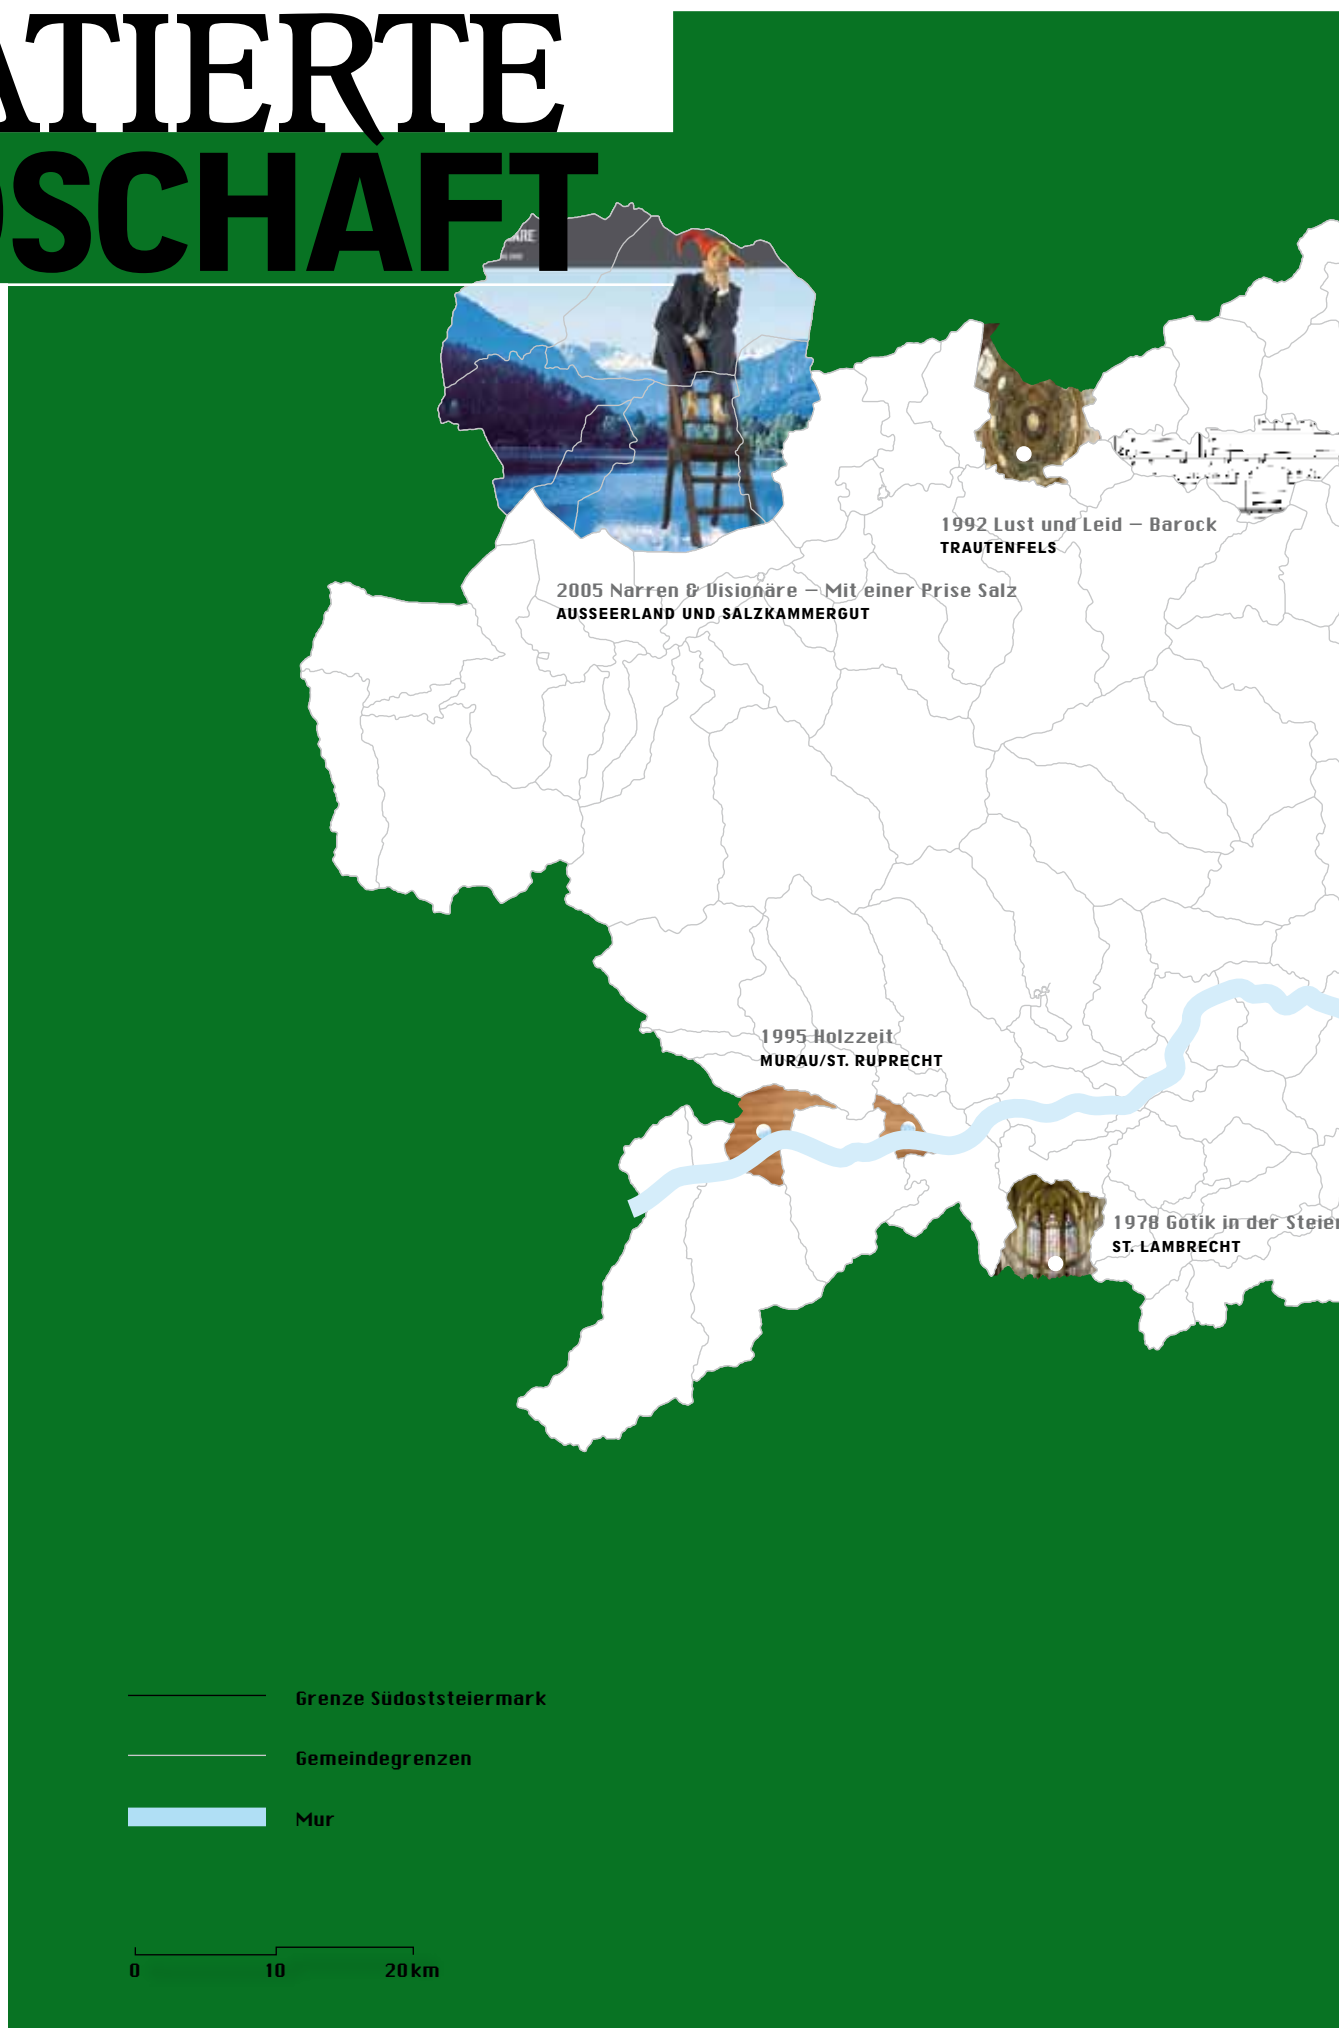 ATIERTE
DSCHAFT
1992 Lust und Leid – Barock
TRAUTENFELS
2005 Narren & Visionäre – Mit einer Prise Salz
AUSSEERLAND UND SALZKAMMERGUT
1995 Holzzeit
MURAU/ST. RUPRECHT
1978 Gotik in der Steier
ST. LAMBRECHT
Grenze Südoststeiermark
Gemeindegrenzen
Mur
0 10 20 km